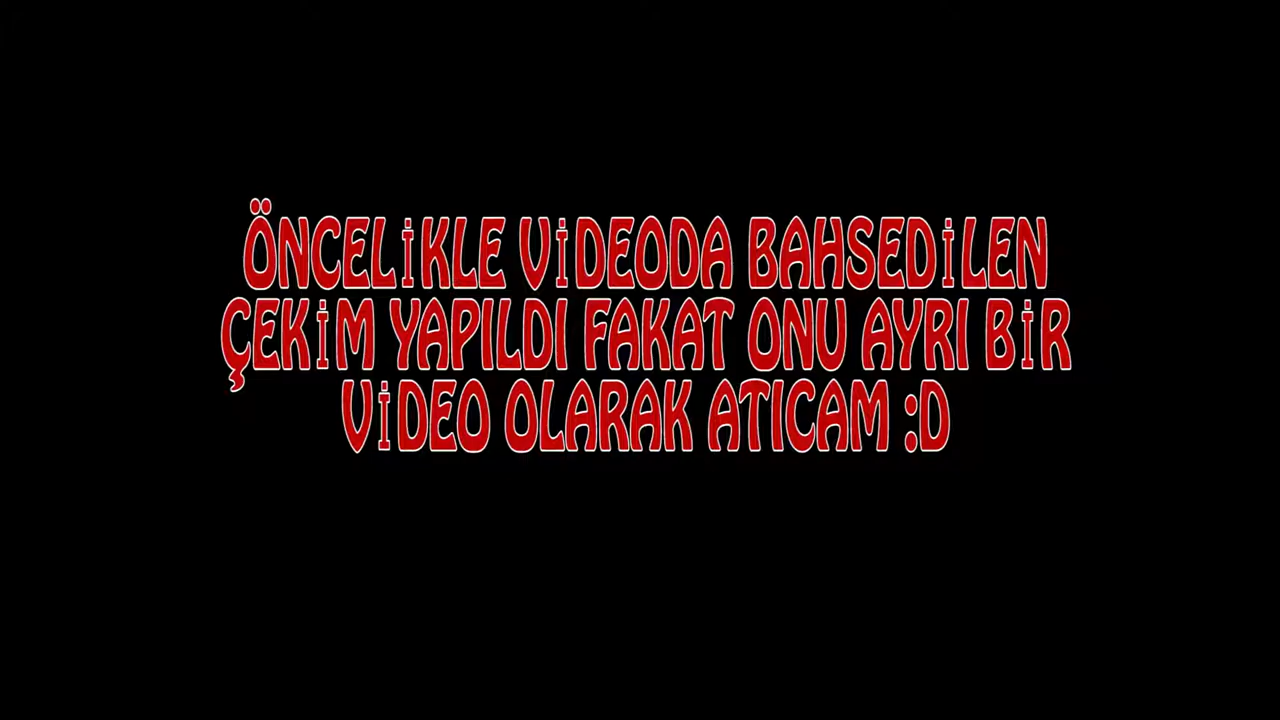 ÖNCELİKLE VİDEODA BAHSEDİLEN
ÇEKİM YAPILDI FAKAT ONU AYRI BİR
VİDEO OLARAK ATICAM :D